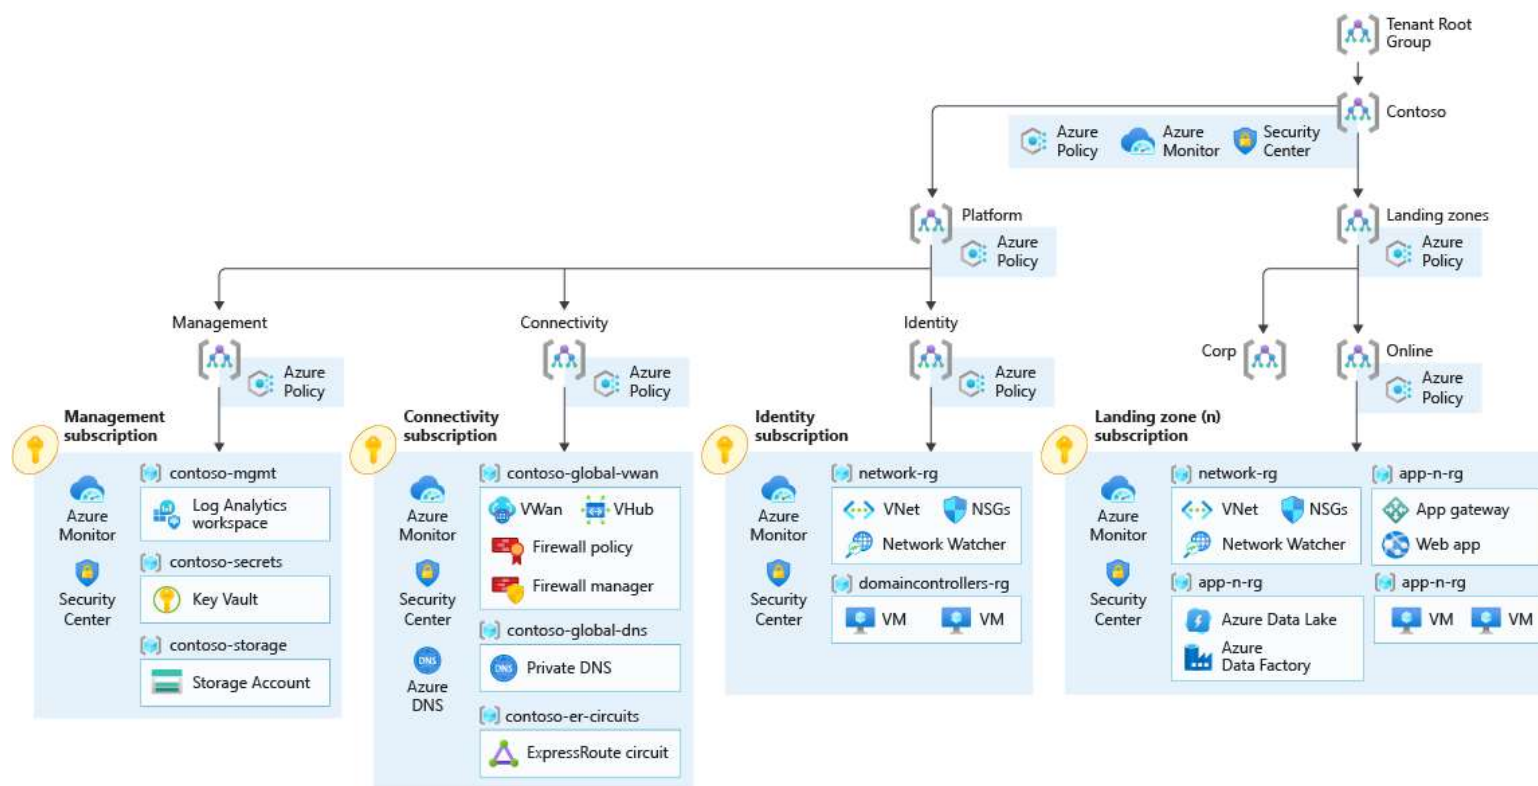 Tenant Root
Group
Contoso
Azure
Policy
Azure
Monitor
Security
Center
Platform
Azure
Policy
Landing zones
Azure
Policy
Management
Azure
Policy
Connectivity
Azure
Policy
Identity
Azure
Policy
Corp
Online
Azure
Policy
Management
subscription
Azure
Monitor
Security
Center
contoso-mgmt
Log Analytics
workspace
contoso-secrets
Key Vault
contoso-storage
Storage Account
Connectivity
subscription
Azure
Monitor
Security
Center
DNS
Azure
DNS
contoso-global-vwan
VWan
VHub
Firewall policy
Firewall manager
contoso-global-dns
DNS
Private DNS
contoso-er-circuits
ExpressRoute circuit
Identity
subscription
Azure
Monitor
Security
Center
network-rg
VNet
NSGs
Network Watcher
domaincontrollers-rg
VM
VM
Landing zone (n)
subscription
Azure
Monitor
Security
Center
network-rg
VNet
NSGs
Network Watcher
app-n-rg
App gateway
Web app
app-n-rg
Azure Data Lake
Azure
Data Factory
app-n-rg
VM
VM